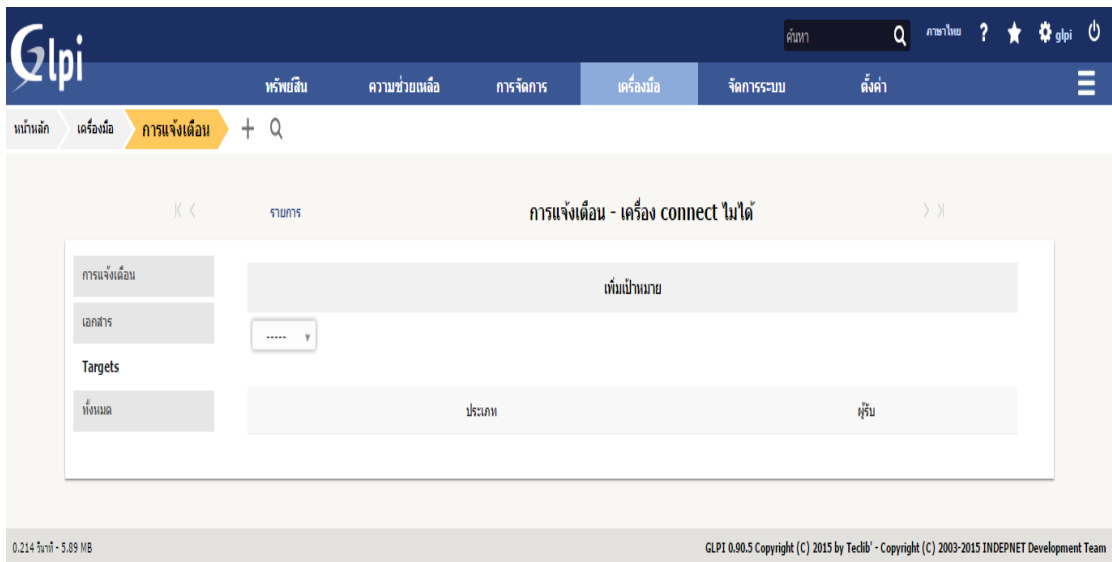 Glpi
ค้นหา ภาษาไทย ? glpi
ทรัพย์สิน ความช่วยเหลือ การจัดการ เครื่องมือ จัดการระบบ ตั้งค่า
หน้าหลัก เครื่องมือ การแจ้งเตือน
รายการ การแจ้งเตือน - เครื่อง connect ไม่ได้
การแจ้งเตือน
เพิ่มเป้าหมาย
เอกสาร
-----
Targets
ทั้งหมด
ประเภท ผู้รับ
0.214 วินาที - 5.89 MB GLPI 0.90.5 Copyright (C) 2015 by Teclib' - Copyright (C) 2003-2015 INDEPNET Development Team